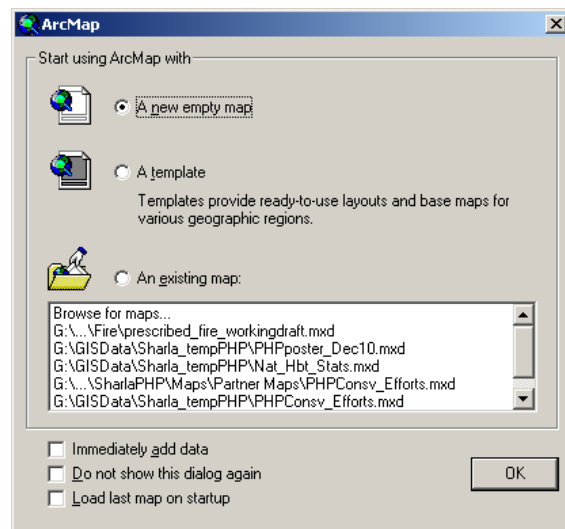 ArcMap
Start using ArcMap with
A new empty map
A template
Templates provide ready-to-use layouts and base maps for
various geographic regions.
An existing map:
Browse for maps...
G:\...\Fire\prescribed_fire_workingdraft.mxd
G:\GISData\Sharla_tempPHP\PHPposter_Dec10.mxd
G:\GISData\Sharla_tempPHP\Nat_Hbt_Stats.mxd
G:\...\SharlaPHP\Maps\Partner Maps\PHPConsv_Efforts.mxd
G:\GISData\Sharla_tempPHP\PHPConsv_Efforts.mxd
Immediately add data
Do not show this dialog again
Load last map on startup
OK